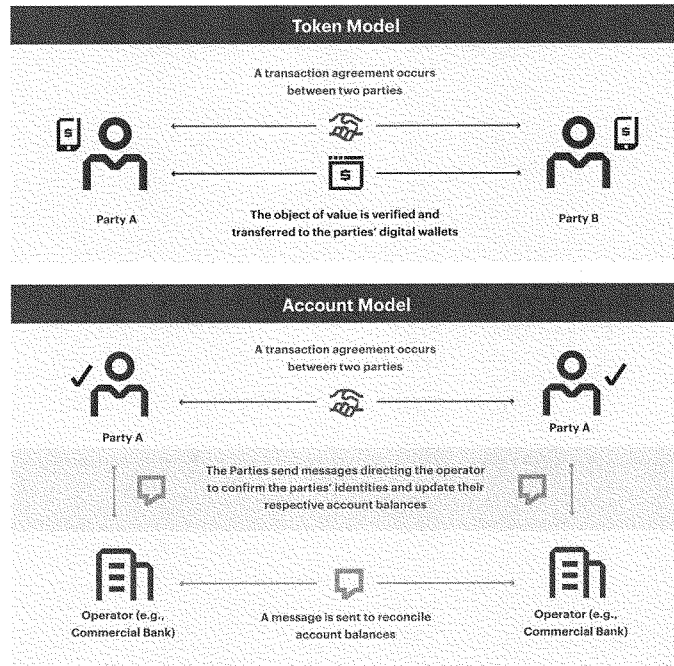 Token Model
A transaction agreement occurs
between two parties
$
$
$
Party A
Party B
The object of value is verified and
transferred to the parties' digital wallets
Account Model
A transaction agreement occurs
between two parties
Party A
Party A
The Parties send messages directing the operator
to confirm the parties' identities and update their
respective account balances
Operator (e.g.,
Commercial Bank)
A message is sent to reconcile
account balances
Operator (e.g.,
Commercial Bank)